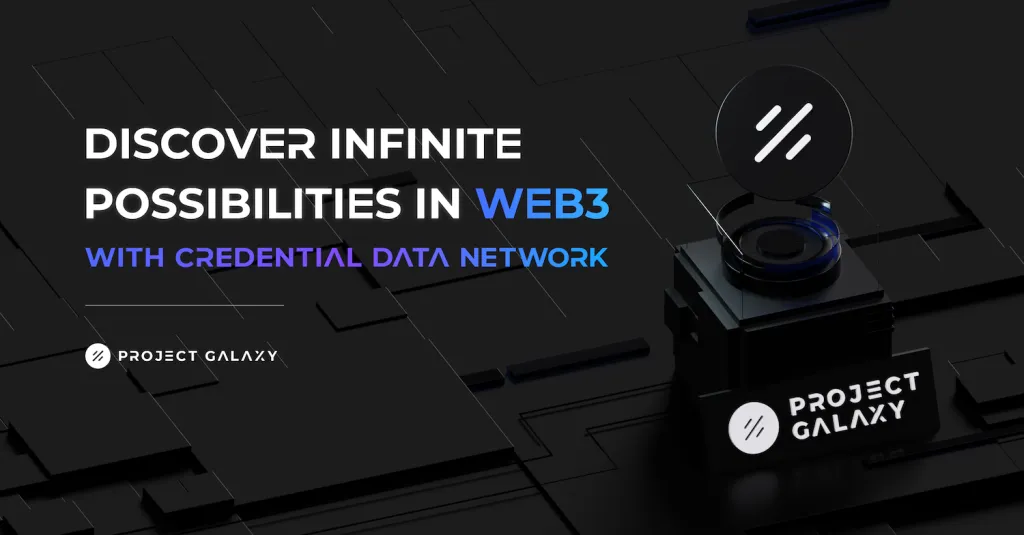 DISCOVER INFINITE
POSSIBILITIES IN WEB3
WITH CREDENTIAL DATA NETWORK
PROJECT GALAXY
PROJECT
GALAXY